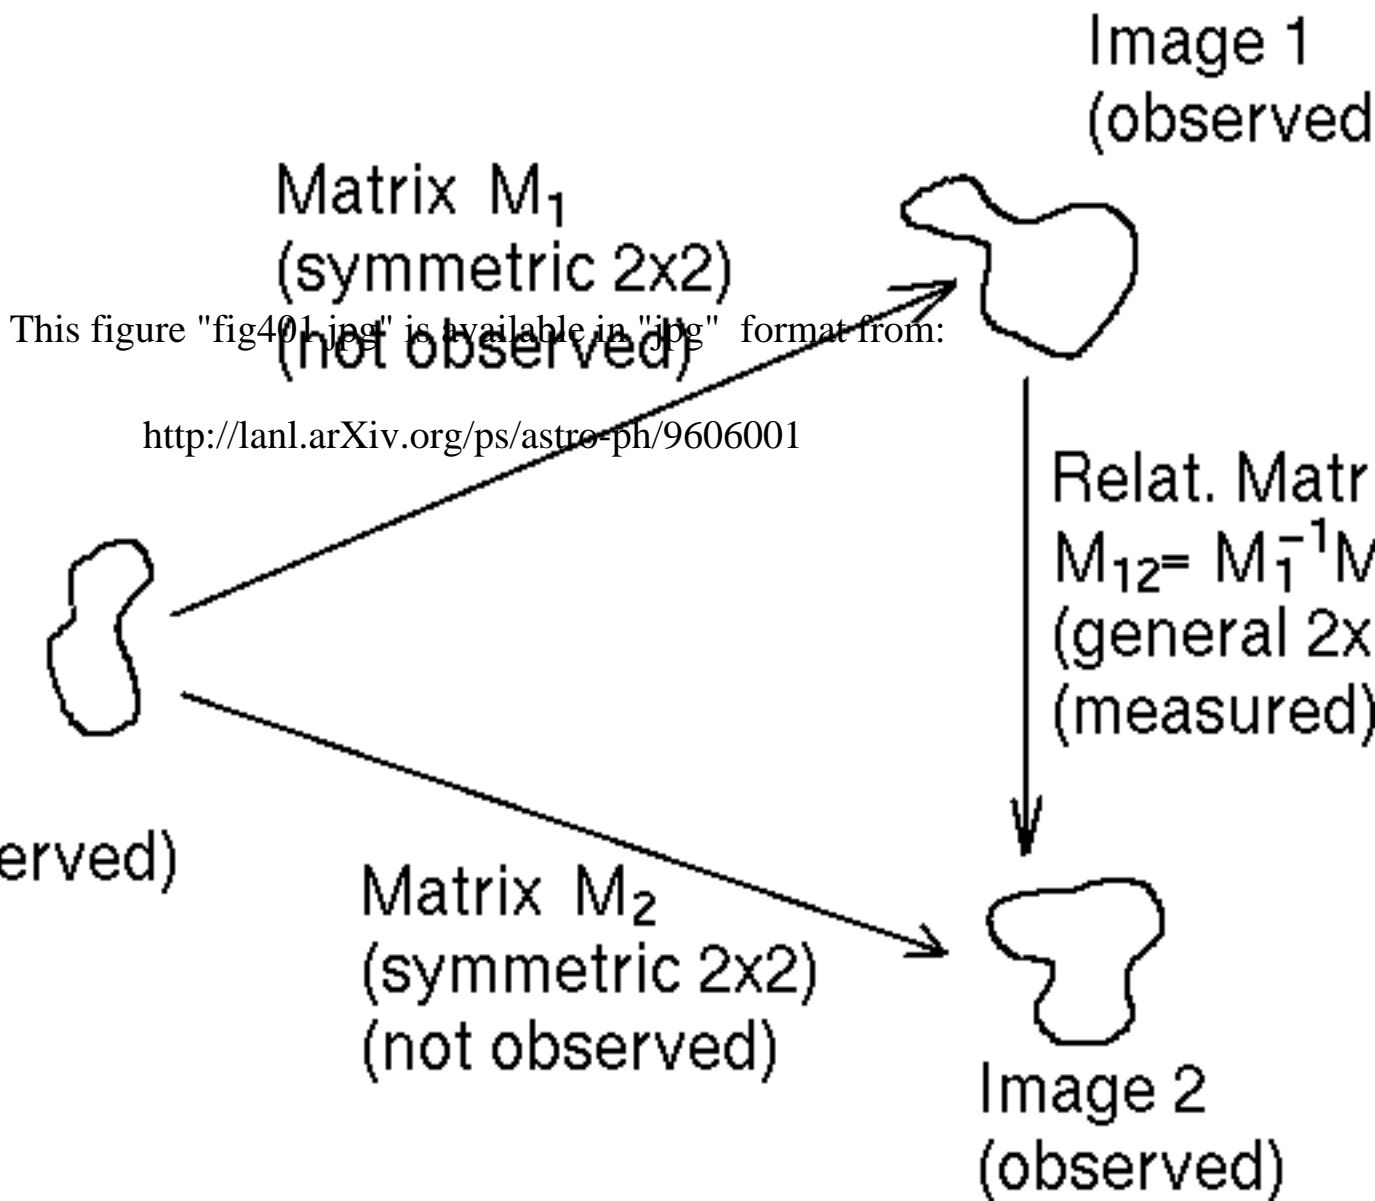 Image 1
(observed
Matrix M₁
(symmetric 2x2)
(not observed)
This figure "fig401.jpg" is available in "jpg" format from:
http://lanl.arXiv.org/ps/astro-ph/9606001
Relat. Matr
M₁₂= M₁⁻¹M
(general 2x
(measured)
erved)
Matrix M₂
(symmetric 2x2)
(not observed)
Image 2
(observed)